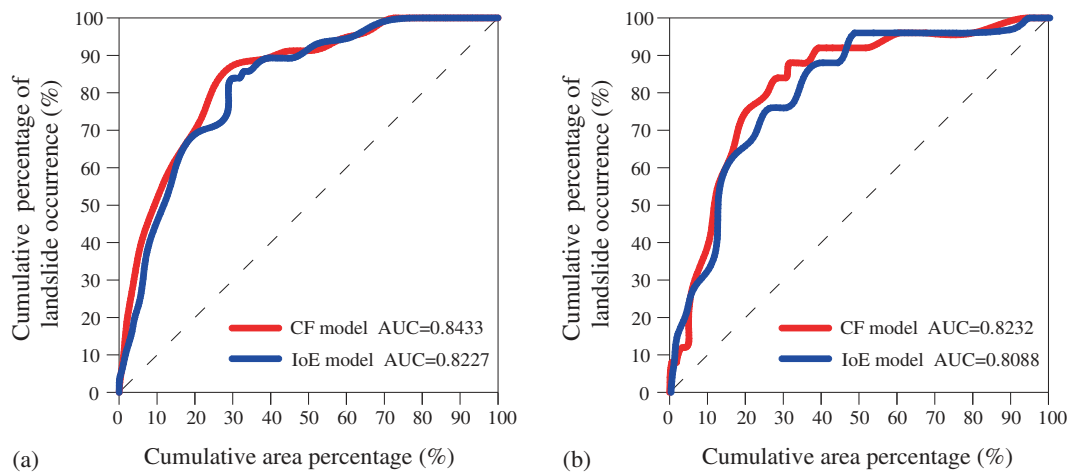 100
90
80
70
60
50
40
30
20
10
0
Cumulative percentage of
landslide occurrence (%)
CF model AUC=0.8433
IoE model AUC=0.8227
0 10 20 30 40 50 60 70 80 90 100
(a) Cumulative area percentage (%)
100
90
80
70
60
50
40
30
20
10
0
Cumulative percentage of
landslide occurrence (%)
CF model AUC=0.8232
IoE model AUC=0.8088
0 10 20 30 40 50 60 70 80 90 100
(b) Cumulative area percentage (%)